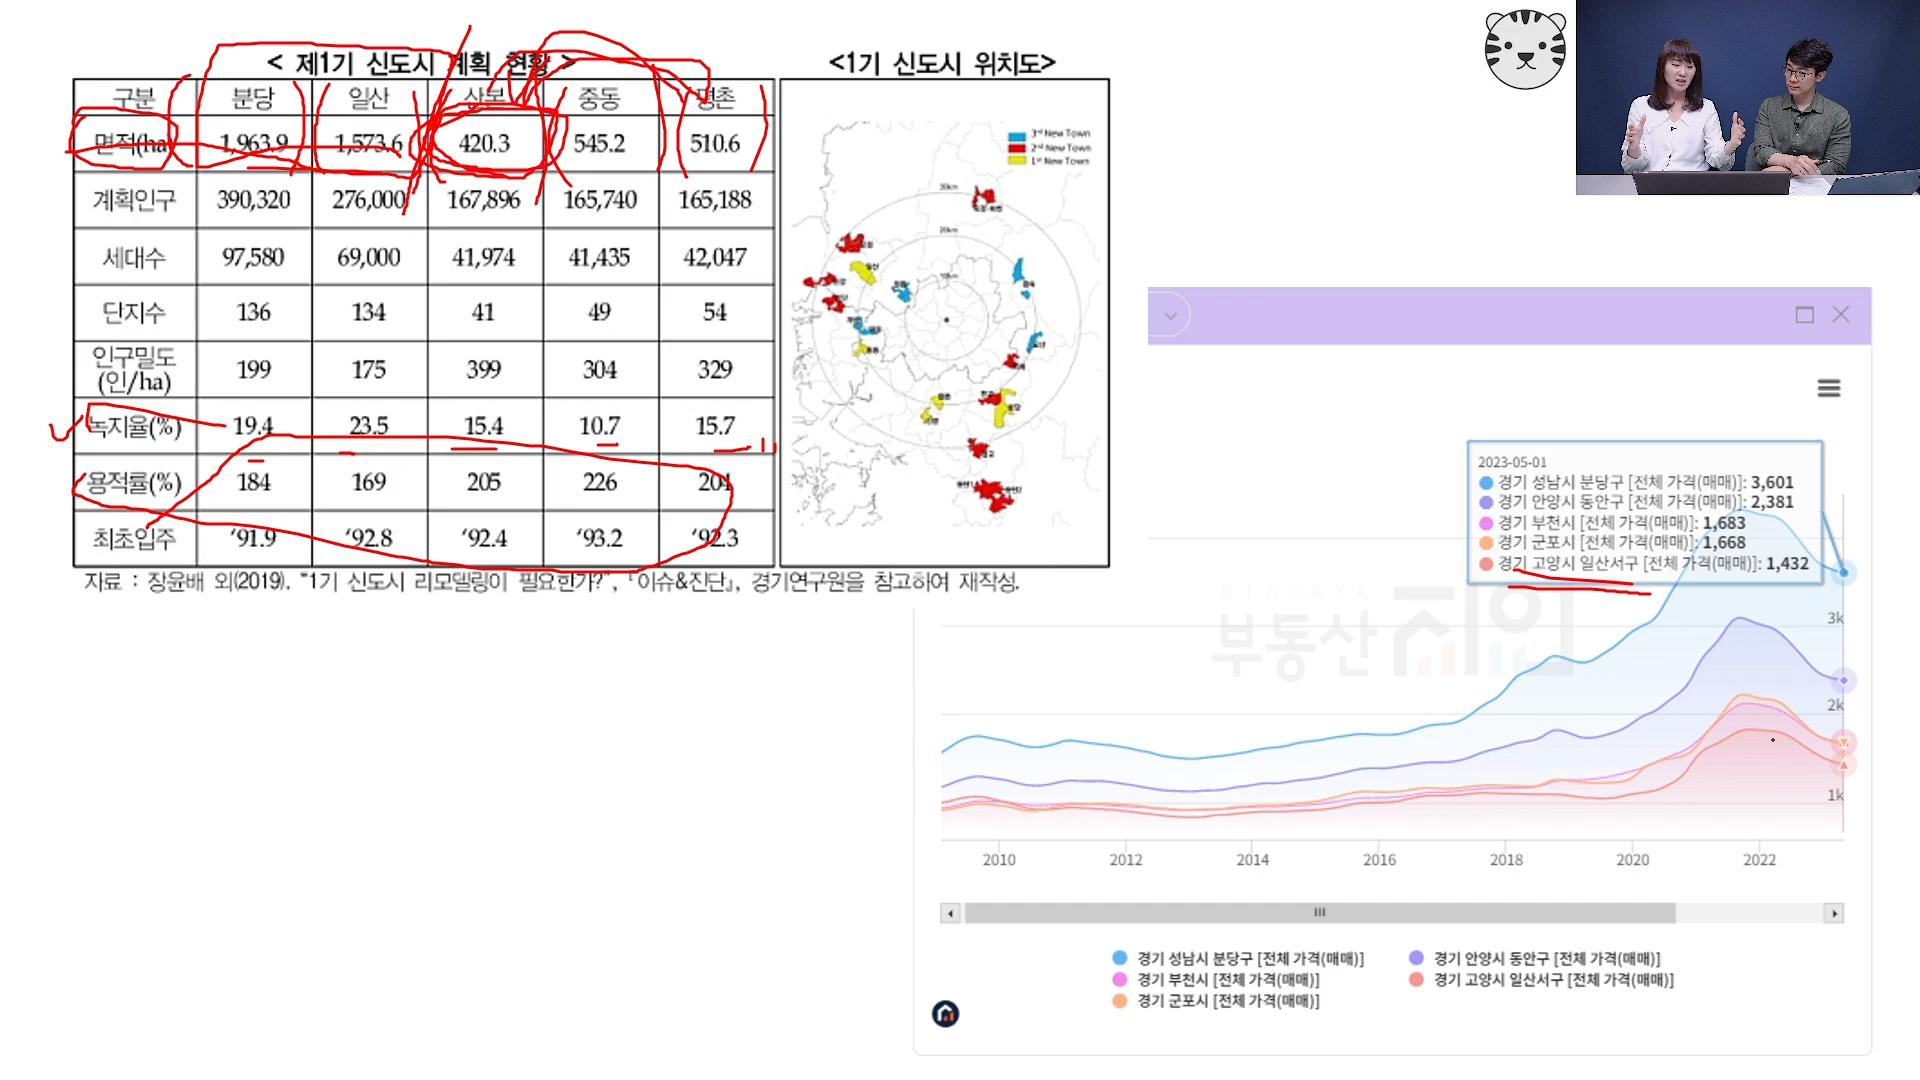 < 제1기 신도시 계획 현황 >
구분 분당 일산 산본 중동 평촌
면적(ha) 1,963.9 1,573.6 420.3 545.2 510.6
계획인구 390,320 276,000 167,896 165,740 165,188
세대수 97,580 69,000 41,974 41,435 42,047
단지수 136 134 41 49 54
인구밀도
(인/ha) 199 175 399 304 329
녹지율(%) 19.4 23.5 15.4 10.7 15.7
용적률(%) 184 169 205 226 204
최초입주 ‘91.9 ‘92.8 ‘92.4 ‘93.2 ‘92.3
자료 : 장윤배 외(2019). “1기 신도시 리모델링이 필요한가?”, 「이슈&진단」, 경기연구원을 참고하여 재작성.
<1기 신도시 위치도>
3rd New Town
2nd New Town
1st New Town
30km
20km
10km
2023-05-01
경기 성남시 분당구 [전체 가격(매매)]: 3,601
경기 안양시 동안구 [전체 가격(매매)]: 2,381
경기 부천시 [전체 가격(매매)]: 1,683
경기 군포시 [전체 가격(매매)]: 1,668
경기 고양시 일산서구 [전체 가격(매매)]: 1,432
BIGDATA
부동산 지인
3k
2k
1k
2010 2012 2014 2016 2018 2020 2022
경기 성남시 분당구 [전체 가격(매매)] 경기 안양시 동안구 [전체 가격(매매)]
경기 부천시 [전체 가격(매매)] 경기 고양시 일산서구 [전체 가격(매매)]
경기 군포시 [전체 가격(매매)]